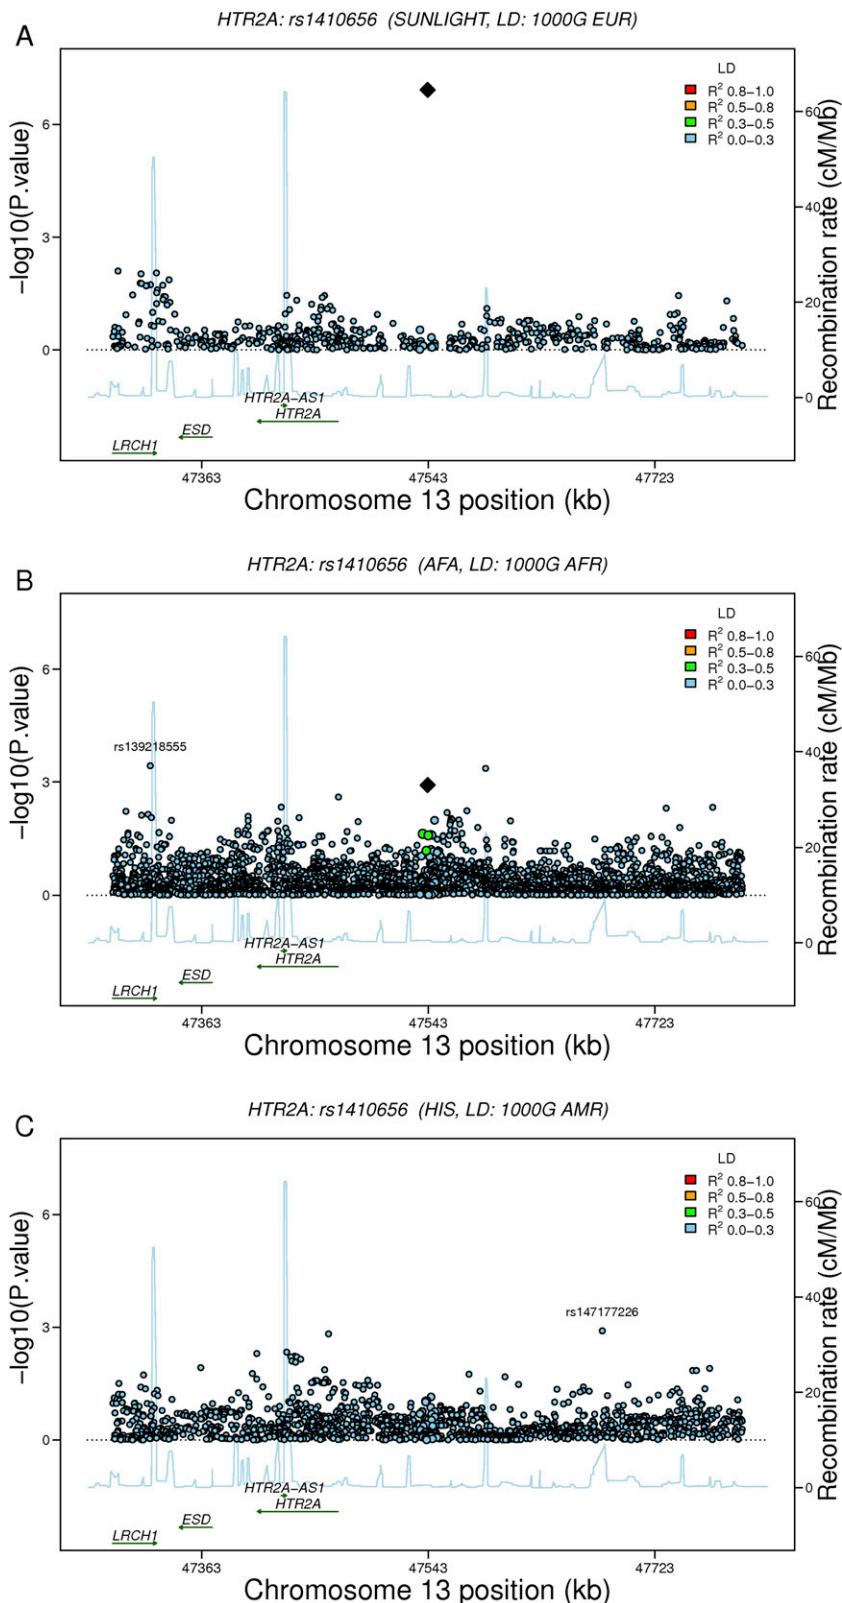 A
HTR2A: rs1410656 (SUNLIGHT, LD: 1000G EUR)
LD
R² 0.8–1.0
R² 0.5–0.8
R² 0.3–0.5
R² 0.0–0.3
−log10(P.value)
6
3
0
Recombination rate (cM/Mb)
60
40
20
0
HTR2A−AS1
HTR2A
ESD
LRCH1
47363
47543
47723
Chromosome 13 position (kb)
B
HTR2A: rs1410656 (AFA, LD: 1000G AFR)
LD
R² 0.8–1.0
R² 0.5–0.8
R² 0.3–0.5
R² 0.0–0.3
rs139218555
−log10(P.value)
6
3
0
Recombination rate (cM/Mb)
60
40
20
0
HTR2A−AS1
HTR2A
ESD
LRCH1
47363
47543
47723
Chromosome 13 position (kb)
C
HTR2A: rs1410656 (HIS, LD: 1000G AMR)
LD
R² 0.8–1.0
R² 0.5–0.8
R² 0.3–0.5
R² 0.0–0.3
rs147177226
−log10(P.value)
6
3
0
Recombination rate (cM/Mb)
60
40
20
0
HTR2A−AS1
HTR2A
ESD
LRCH1
47363
47543
47723
Chromosome 13 position (kb)